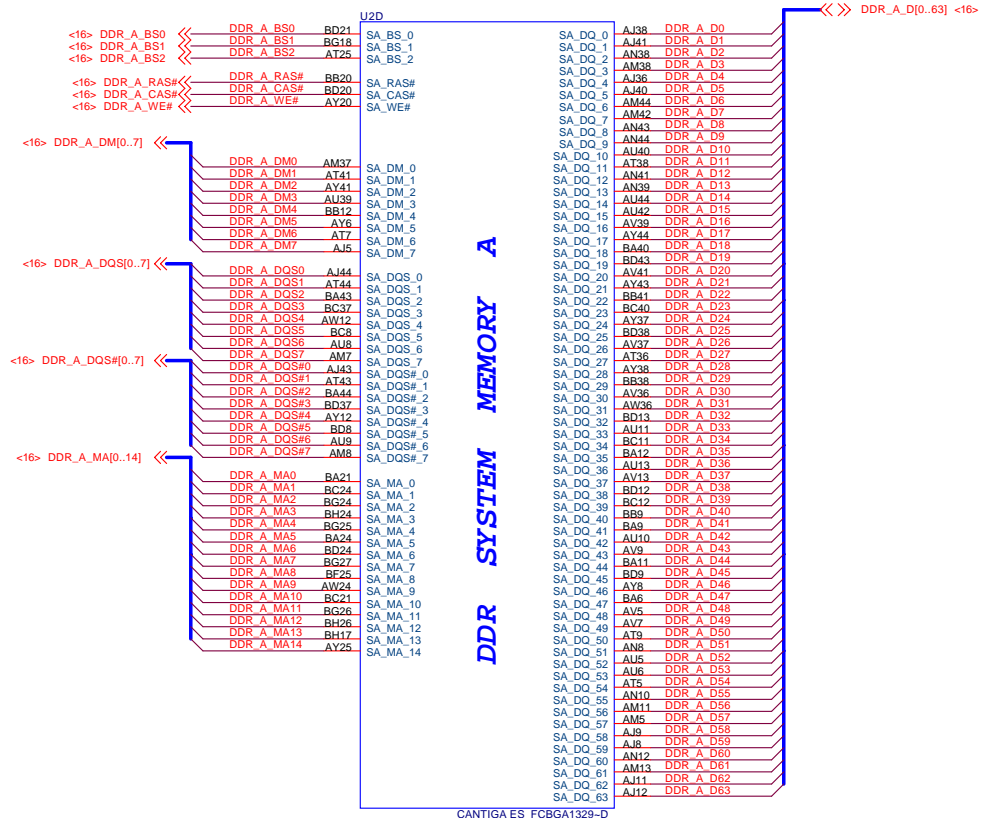 U2D
DDR_A_D[0..63] <16>
<16> DDR_A_BS0 DDR_A_BS0 BD21 SA_BS_0
<16> DDR_A_BS1 DDR_A_BS1 BG18 SA_BS_1
<16> DDR_A_BS2 DDR_A_BS2 AT25 SA_BS_2
<16> DDR_A_RAS# DDR_A_RAS# BB20 SA_RAS#
<16> DDR_A_CAS# DDR_A_CAS# BD20 SA_CAS#
<16> DDR_A_WE# DDR_A_WE# AY20 SA_WE#
<16> DDR_A_DM[0..7]
DDR_A_DM0 AM37 SA_DM_0
DDR_A_DM1 AT41 SA_DM_1
DDR_A_DM2 AY41 SA_DM_2
DDR_A_DM3 AU39 SA_DM_3
DDR_A_DM4 BB12 SA_DM_4
DDR_A_DM5 AY6 SA_DM_5
DDR_A_DM6 AT7 SA_DM_6
DDR_A_DM7 AJ5 SA_DM_7
<16> DDR_A_DQS[0..7]
DDR_A_DQS0 AJ44 SA_DQS_0
DDR_A_DQS1 AT44 SA_DQS_1
DDR_A_DQS2 BA43 SA_DQS_2
DDR_A_DQS3 BC37 SA_DQS_3
DDR_A_DQS4 AW12 SA_DQS_4
DDR_A_DQS5 BC8 SA_DQS_5
DDR_A_DQS6 AU8 SA_DQS_6
DDR_A_DQS7 AM7 SA_DQS_7
<16> DDR_A_DQS#[0..7]
DDR_A_DQS#0 AJ43 SA_DQS#_0
DDR_A_DQS#1 AT43 SA_DQS#_1
DDR_A_DQS#2 BA44 SA_DQS#_2
DDR_A_DQS#3 BD37 SA_DQS#_3
DDR_A_DQS#4 AY12 SA_DQS#_4
DDR_A_DQS#5 BD8 SA_DQS#_5
DDR_A_DQS#6 AU9 SA_DQS#_6
DDR_A_DQS#7 AM8 SA_DQS#_7
<16> DDR_A_MA[0..14]
DDR_A_MA0 BA21 SA_MA_0
DDR_A_MA1 BC24 SA_MA_1
DDR_A_MA2 BG24 SA_MA_2
DDR_A_MA3 BH24 SA_MA_3
DDR_A_MA4 BG25 SA_MA_4
DDR_A_MA5 BA24 SA_MA_5
DDR_A_MA6 BD24 SA_MA_6
DDR_A_MA7 BG27 SA_MA_7
DDR_A_MA8 BF25 SA_MA_8
DDR_A_MA9 AW24 SA_MA_9
DDR_A_MA10 BC21 SA_MA_10
DDR_A_MA11 BG26 SA_MA_11
DDR_A_MA12 BH26 SA_MA_12
DDR_A_MA13 BH17 SA_MA_13
DDR_A_MA14 AY25 SA_MA_14
DDR SYSTEM MEMORY A
SA_DQ_0 AJ38 DDR_A_D0
SA_DQ_1 AJ41 DDR_A_D1
SA_DQ_2 AN38 DDR_A_D2
SA_DQ_3 AM38 DDR_A_D3
SA_DQ_4 AJ36 DDR_A_D4
SA_DQ_5 AJ40 DDR_A_D5
SA_DQ_6 AM44 DDR_A_D6
SA_DQ_7 AM42 DDR_A_D7
SA_DQ_8 AN43 DDR_A_D8
SA_DQ_9 AN44 DDR_A_D9
SA_DQ_10 AU40 DDR_A_D10
SA_DQ_11 AT38 DDR_A_D11
SA_DQ_12 AN41 DDR_A_D12
SA_DQ_13 AN39 DDR_A_D13
SA_DQ_14 AU44 DDR_A_D14
SA_DQ_15 AU42 DDR_A_D15
SA_DQ_16 AV39 DDR_A_D16
SA_DQ_17 AY44 DDR_A_D17
SA_DQ_18 BA40 DDR_A_D18
SA_DQ_19 BD43 DDR_A_D19
SA_DQ_20 AV41 DDR_A_D20
SA_DQ_21 AY43 DDR_A_D21
SA_DQ_22 BB41 DDR_A_D22
SA_DQ_23 BC40 DDR_A_D23
SA_DQ_24 AY37 DDR_A_D24
SA_DQ_25 BD38 DDR_A_D25
SA_DQ_26 AV37 DDR_A_D26
SA_DQ_27 AT36 DDR_A_D27
SA_DQ_28 AY38 DDR_A_D28
SA_DQ_29 BB38 DDR_A_D29
SA_DQ_30 AV36 DDR_A_D30
SA_DQ_31 AW36 DDR_A_D31
SA_DQ_32 BD13 DDR_A_D32
SA_DQ_33 AU11 DDR_A_D33
SA_DQ_34 BC11 DDR_A_D34
SA_DQ_35 BA12 DDR_A_D35
SA_DQ_36 AU13 DDR_A_D36
SA_DQ_37 AV13 DDR_A_D37
SA_DQ_38 BD12 DDR_A_D38
SA_DQ_39 BC12 DDR_A_D39
SA_DQ_40 BB9 DDR_A_D40
SA_DQ_41 BA9 DDR_A_D41
SA_DQ_42 AU10 DDR_A_D42
SA_DQ_43 AV9 DDR_A_D43
SA_DQ_44 BA11 DDR_A_D44
SA_DQ_45 BD9 DDR_A_D45
SA_DQ_46 AY8 DDR_A_D46
SA_DQ_47 BA6 DDR_A_D47
SA_DQ_48 AV5 DDR_A_D48
SA_DQ_49 AV7 DDR_A_D49
SA_DQ_50 AT9 DDR_A_D50
SA_DQ_51 AN8 DDR_A_D51
SA_DQ_52 AU5 DDR_A_D52
SA_DQ_53 AU6 DDR_A_D53
SA_DQ_54 AT5 DDR_A_D54
SA_DQ_55 AN10 DDR_A_D55
SA_DQ_56 AM11 DDR_A_D56
SA_DQ_57 AM5 DDR_A_D57
SA_DQ_58 AJ9 DDR_A_D58
SA_DQ_59 AJ8 DDR_A_D59
SA_DQ_60 AN12 DDR_A_D60
SA_DQ_61 AM13 DDR_A_D61
SA_DQ_62 AJ11 DDR_A_D62
SA_DQ_63 AJ12 DDR_A_D63
CANTIGA ES_FCBGA1329~D